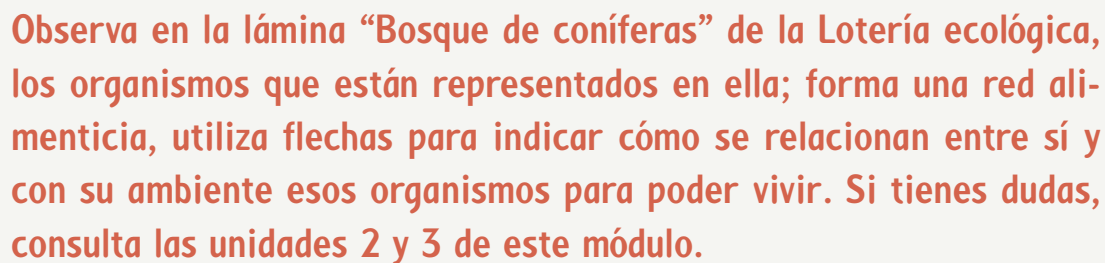 Observa en la lámina “Bosque de coníferas” de la Lotería ecológica,
los organismos que están representados en ella; forma una red ali-
menticia, utiliza flechas para indicar cómo se relacionan entre sí y
con su ambiente esos organismos para poder vivir. Si tienes dudas,
consulta las unidades 2 y 3 de este módulo.